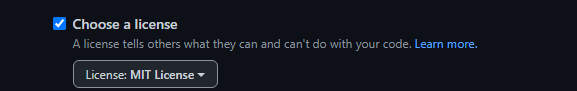 Choose a license
A license tells others what they can and can't do with your code. Learn more.
License: MIT License